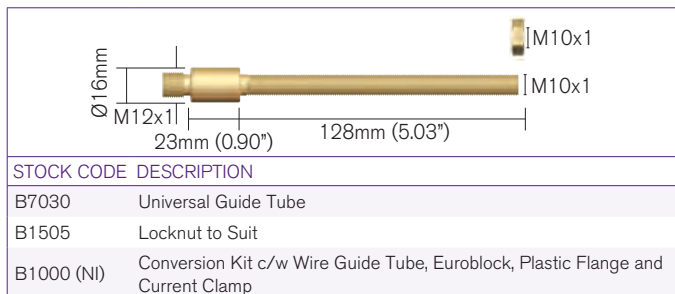 M10x1
Ø16mm
M10x1
M12x1
23mm (0.90”)
128mm (5.03”)
STOCK CODE DESCRIPTION
B7030 Universal Guide Tube
B1505 Locknut to Suit
B1000 (NI) Conversion Kit c/w Wire Guide Tube, Euroblock, Plastic Flange and
Current Clamp